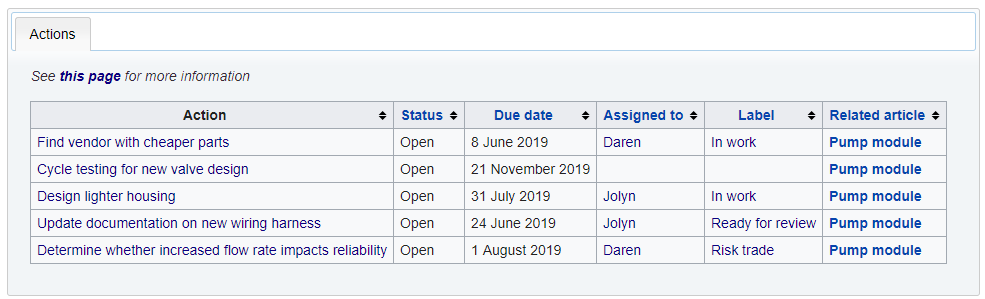 Actions
See this page for more information
Action Status Due date Assigned to Label Related article
Find vendor with cheaper parts Open 8 June 2019 Daren In work Pump module
Cycle testing for new valve design Open 21 November 2019 Pump module
Design lighter housing Open 31 July 2019 Jolyn In work Pump module
Update documentation on new wiring harness Open 24 June 2019 Jolyn Ready for review Pump module
Determine whether increased flow rate impacts reliability Open 1 August 2019 Daren Risk trade Pump module